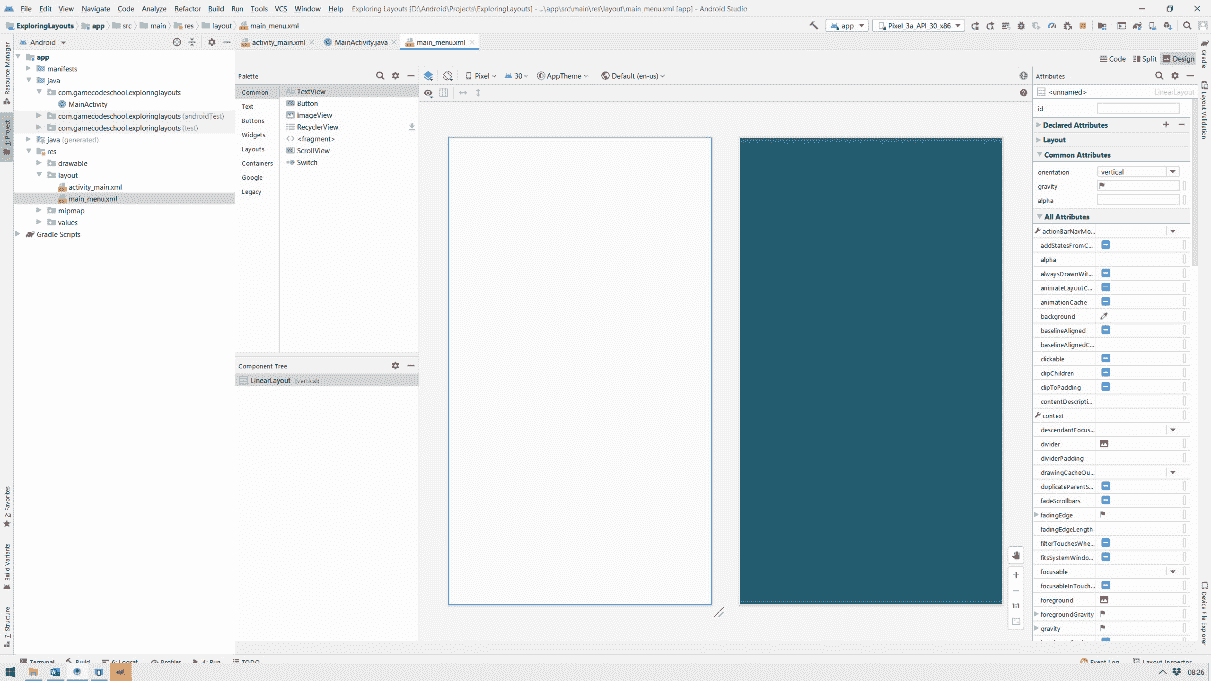 File Edit View Navigate Code Analyze Refactor Build Run Tools VCS Window Help Exploring Layouts [D:\Android\Projects\ExploringLayouts] - ...\app\src\main\res\layout\main_menu.xml [app] - Android Studio
ExploringLayouts app src main res layout main_menu.xml
app Pixel_3a_API_30_x86
Android
activity_main.xml MainActivity.java main_menu.xml
Code Split Design
Resource Manager
1: Project
2: Favorites
Build Variants
7: Structure
app
manifests
java
com.gamecodeschool.exploringlayouts
MainActivity
com.gamecodeschool.exploringlayouts (androidTest)
com.gamecodeschool.exploringlayouts (test)
java (generated)
res
drawable
layout
activity_main.xml
main_menu.xml
mipmap
values
Gradle Scripts
Palette
Common
Text
Buttons
Widgets
Layouts
Containers
Google
Legacy
TextView
Button
ImageView
RecyclerView
<fragment>
ScrollView
Switch
Component Tree
LinearLayout (vertical)
Pixel 30 AppTheme Default (en-us)
1:1
Attributes
<unnamed> LinearLayout
id
Declared Attributes
Layout
Common Attributes
orientation vertical
gravity
alpha
All Attributes
actionBarNavMo...
addStatesFromC...
alpha
alwaysDrawnWit...
animateLayoutC...
animationCache
background
baselineAligned
baselineAlignedC...
clickable
clipChildren
clipToPadding
contentDescripti...
context
descendantFocus...
divider
dividerPadding
drawingCacheQu...
duplicateParentS...
fadeScrollbars
fadingEdge
fadingEdgeLength
filterTouchesWhe...
fitsSystemWindo...
focusable
focusableInTouch...
foreground
foregroundGravity
gravity
Gradle
Layout Validation
Device File Explorer
Terminal Build 6: Logcat Profiler 4: Run TODO
Event Log Layout Inspector
08:26